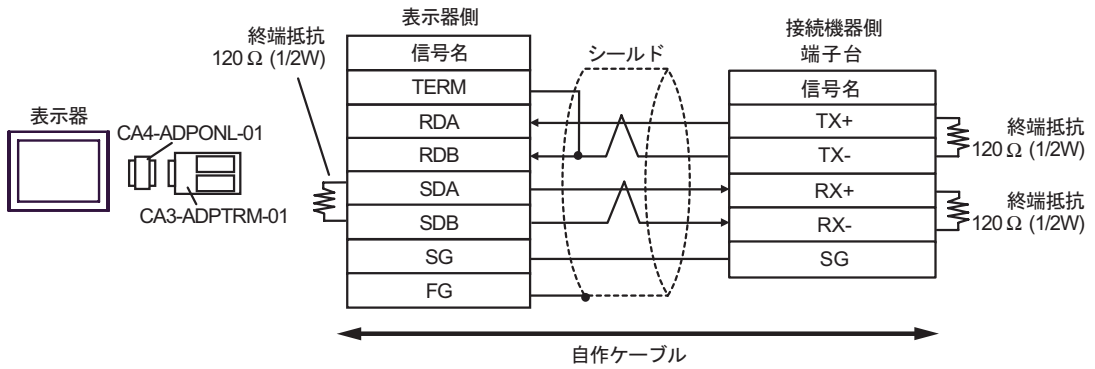 表示器
CA4-ADPONL-01
CA3-ADPTRM-01
終端抵抗
120 Ω (1/2W)
表示器側
信号名
TERM
RDA
RDB
SDA
SDB
SG
FG
シールド
接続機器側
端子台
信号名
TX+
TX-
RX+
RX-
SG
終端抵抗
120 Ω (1/2W)
終端抵抗
120 Ω (1/2W)
自作ケーブル